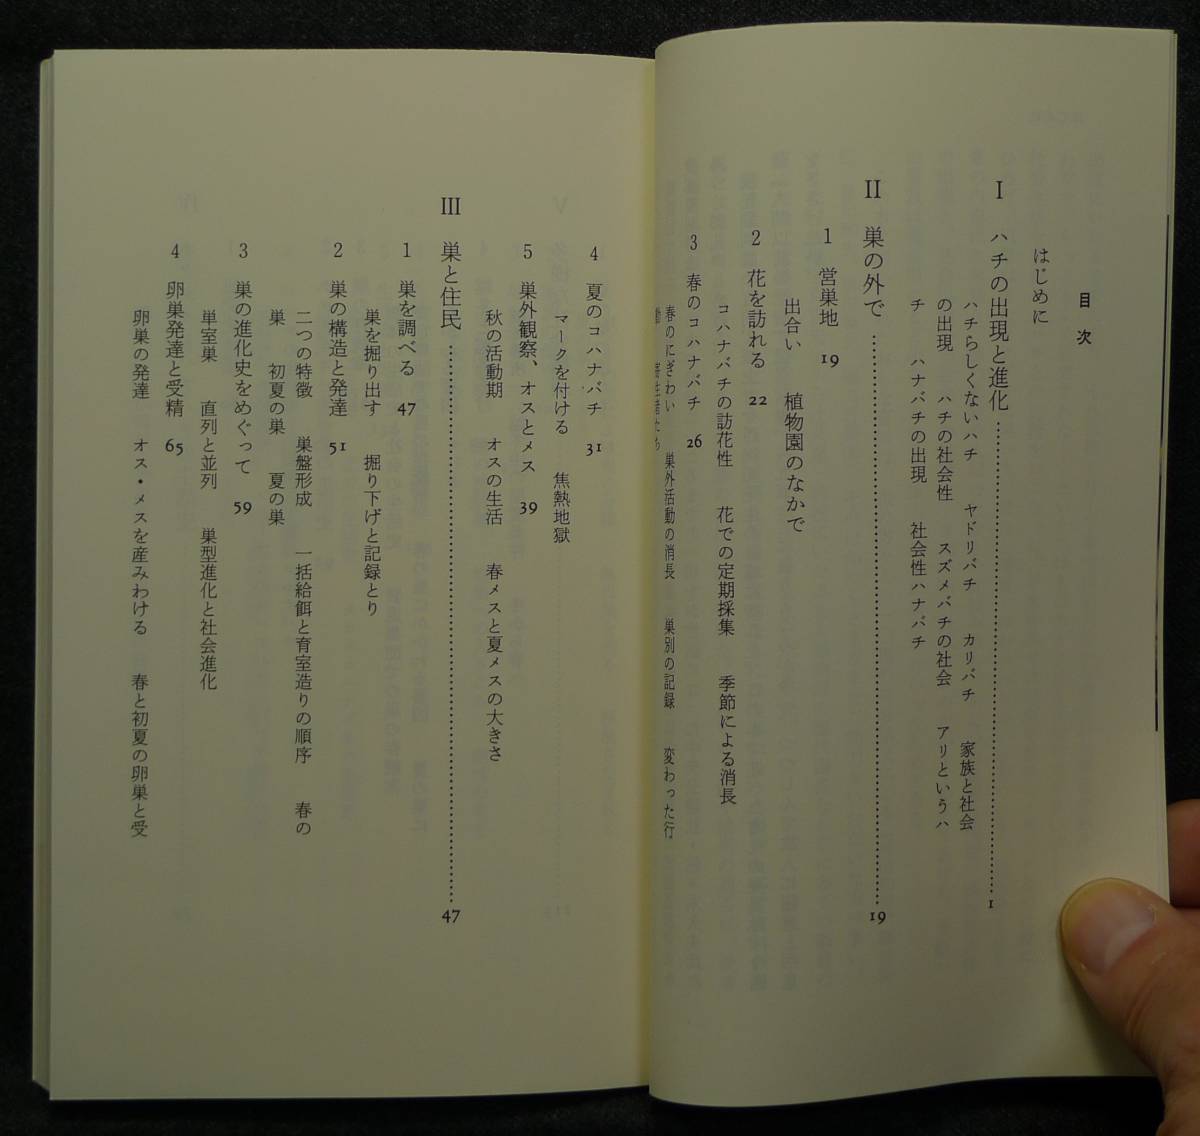 目次
はじめに
I ハチの出現と進化 1
ハチらしくないハチ ヤドリバチ カリバチ 家族と社会
の出現 ハチの社会性 スズメバチの社会 アリというハ
チ ハナバチの出現 社会性ハナバチ
II 巣の外で 19
1 営巣地 19
出合い 植物園のなかで
2 花を訪れる 22
コハナバチの訪花性 花での定期採集 季節による消長
3 春のコハナバチ 26
春のにぎわい 巣外活動の消長 巣別の記録 変わった行
動 寄生者たち
4 夏のコハナバチ 31
マークを付ける 焦熱地獄
5 巣外観察、オスとメス 39
秋の活動期 オスの生活 春メスと夏メスの大きさ
III 巣と住民 47
1 巣を調べる 47
巣を掘り出す 掘り下げと記録とり
2 巣の構造と発達 51
二つの特徴 巣盤形成 一括給餌と育室造りの順序 春の
巣 初夏の巣 夏の巣
3 巣の進化史をめぐって 59
単室巣 直列と並列 巣型進化と社会進化
4 卵巣発達と受精 65
卵巣の発達 オス・メスを産みわける 春と初夏の卵巣と受